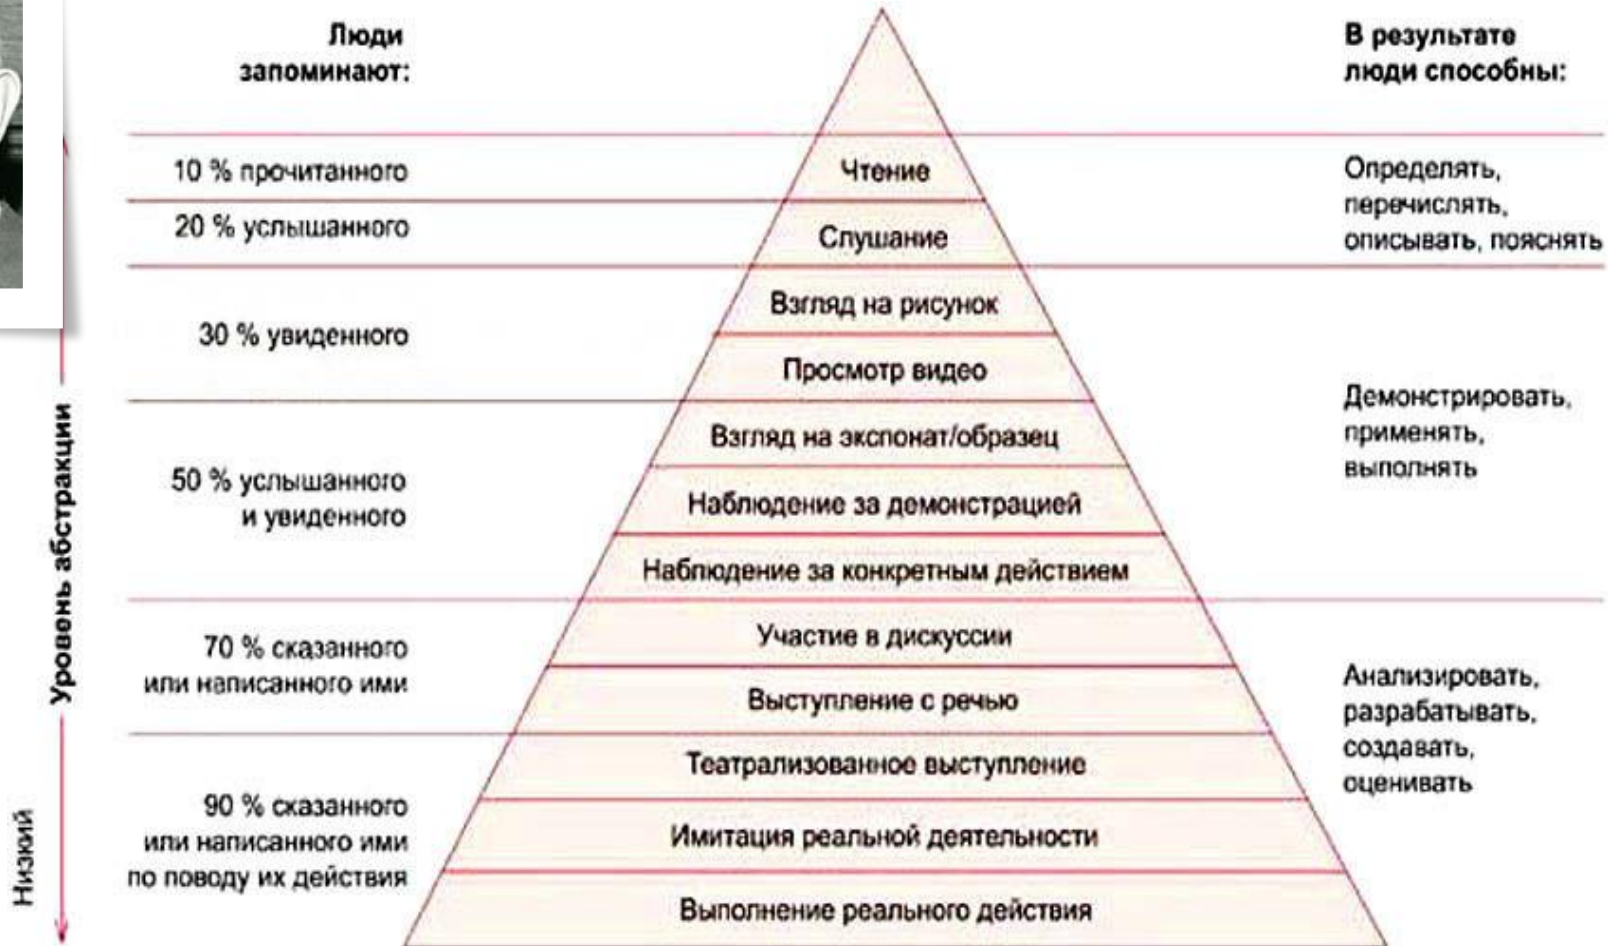 Люди
запоминают:
В результате
люди способны:
10 % прочитанного
Чтение
Определять,
перечислять,
описывать, пояснять
20 % услышанного
Слушание
30 % увиденного
Взгляд на рисунок
Просмотр видео
Демонстрировать,
применять,
выполнять
50 % услышанного
и увиденного
Взгляд на экспонат/образец
Наблюдение за демонстрацией
Наблюдение за конкретным действием
70 % сказанного
или написанного ими
Участие в дискуссии
Выступление с речью
Анализировать,
разрабатывать,
создавать,
оценивать
90 % сказанного
или написанного ими
по поводу их действия
Театрализованное выступление
Имитация реальной деятельности
Выполнение реального действия
Уровень абстракции
Низкий